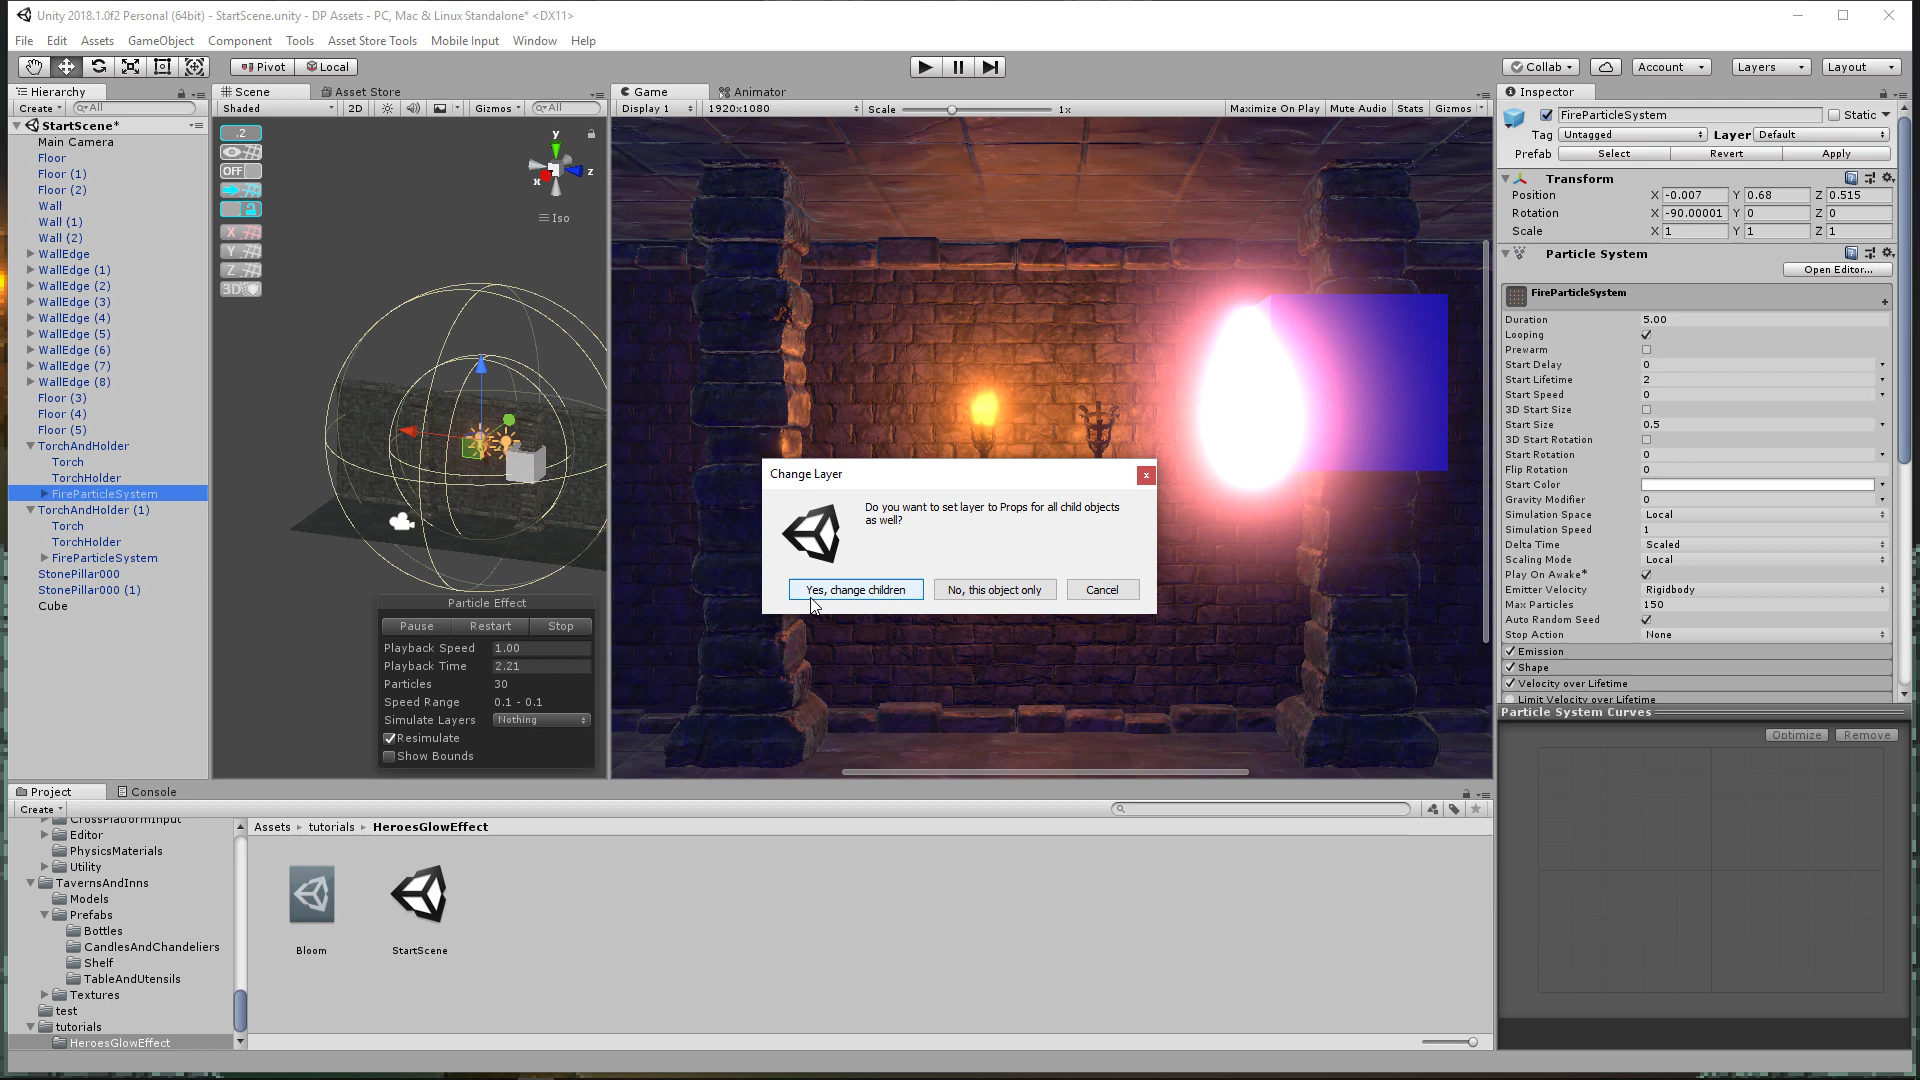 Unity 2018.1.0f2 Personal (64bit) - StartScene.unity - DP Assets - PC, Mac & Linux Standalone* <DX11>
File Edit Assets GameObject Component Tools Asset Store Tools Mobile Input Window Help
Pivot Local Collab Account Layers Layout
Hierarchy
Create All
StartScene*
Main Camera
Floor
Floor (1)
Floor (2)
Wall
Wall (1)
Wall (2)
WallEdge
WallEdge (1)
WallEdge (2)
WallEdge (3)
WallEdge (4)
WallEdge (5)
WallEdge (6)
WallEdge (7)
WallEdge (8)
Floor (3)
Floor (4)
Floor (5)
TorchAndHolder
Torch
TorchHolder
FireParticleSystem
TorchAndHolder (1)
Torch
TorchHolder
FireParticleSystem
StonePillar000
StonePillar000 (1)
Cube
Scene Asset Store
Shaded 2D Gizmos All
.2
OFF
X
Y
Z
3D
y
x z
Iso
Particle Effect
Pause Restart Stop
Playback Speed 1.00
Playback Time 2.21
Particles 30
Speed Range 0.1 - 0.1
Simulate Layers Nothing
Resimulate
Show Bounds
Game Animator
Display 1 1920x1080 Scale 1x Maximize On Play Mute Audio Stats Gizmos
Change Layer
x
Do you want to set layer to Props for all child objects
as well?
Yes, change children No, this object only Cancel
Inspector
FireParticleSystem Static
Tag Untagged Layer Default
Prefab Select Revert Apply
Transform
Position X -0.007 Y 0.68 Z 0.515
Rotation X -90.00001 Y 0 Z 0
Scale X 1 Y 1 Z 1
Particle System
Open Editor...
FireParticleSystem
Duration 5.00
Looping
Prewarm
Start Delay 0
Start Lifetime 2
Start Speed 0
3D Start Size
Start Size 0.5
3D Start Rotation
Start Rotation 0
Flip Rotation 0
Start Color
Gravity Modifier 0
Simulation Space Local
Simulation Speed 1
Delta Time Scaled
Scaling Mode Local
Play On Awake*
Emitter Velocity Rigidbody
Max Particles 150
Auto Random Seed
Stop Action None
Emission
Shape
Velocity over Lifetime
Limit Velocity over Lifetime
Particle System Curves
Optimize Remove
Project Console
Create
CrossPlatformInput
Editor
PhysicsMaterials
Utility
TavernsAndInns
Models
Prefabs
Bottles
CandlesAndChandeliers
Shelf
TableAndUtensils
Textures
test
tutorials
HeroesGlowEffect
Assets tutorials HeroesGlowEffect
Bloom StartScene